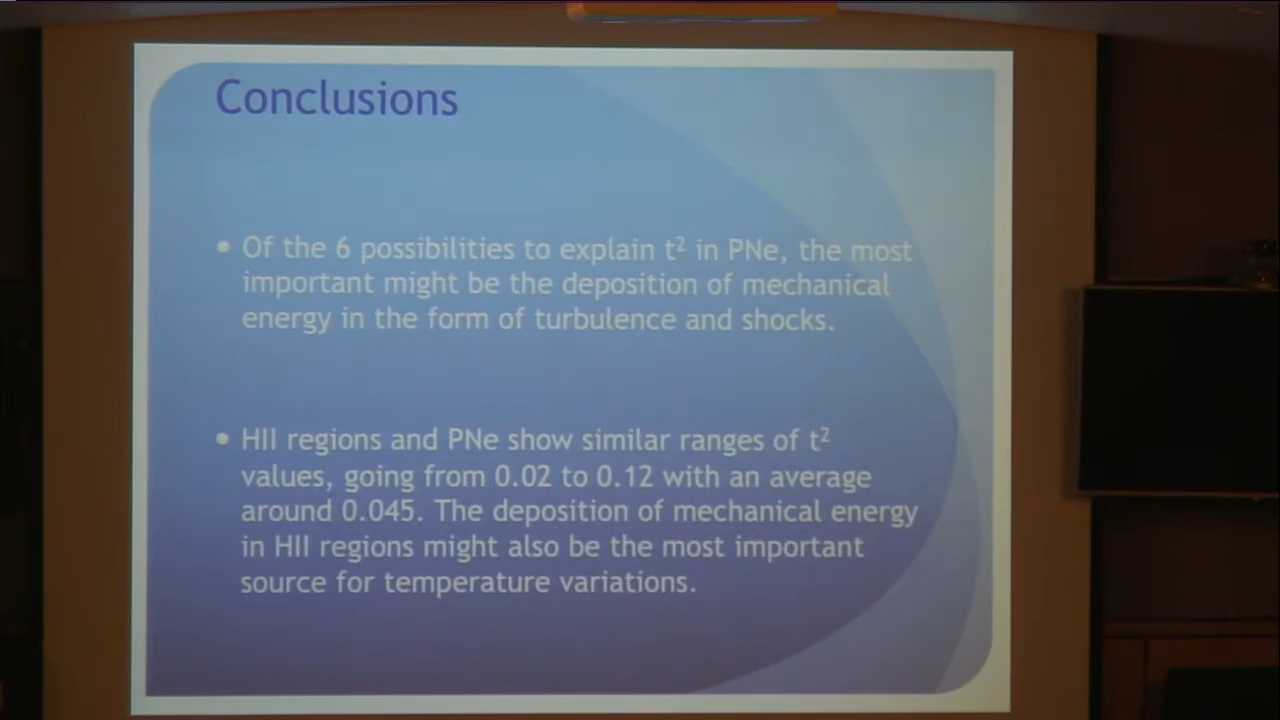 Conclusions
• Of the 6 possibilities to explain t² in PNe, the most
important might be the deposition of mechanical
energy in the form of turbulence and shocks.
• HII regions and PNe show similar ranges of t²
values, going from 0.02 to 0.12 with an average
around 0.045. The deposition of mechanical energy
in HII regions might also be the most important
source for temperature variations.